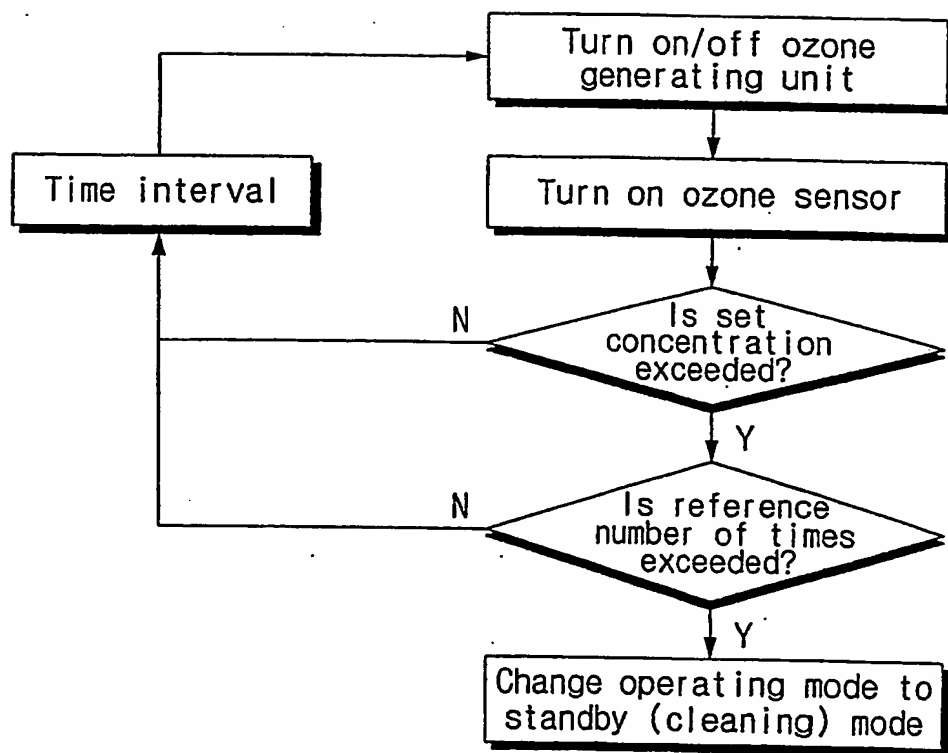 Turn on/off ozone
generating unit
Time interval
Turn on ozone sensor
N
Is set
concentration
exceeded?
Y
N
Is reference
number of times
exceeded?
Y
Change operating mode to
standby (cleaning) mode